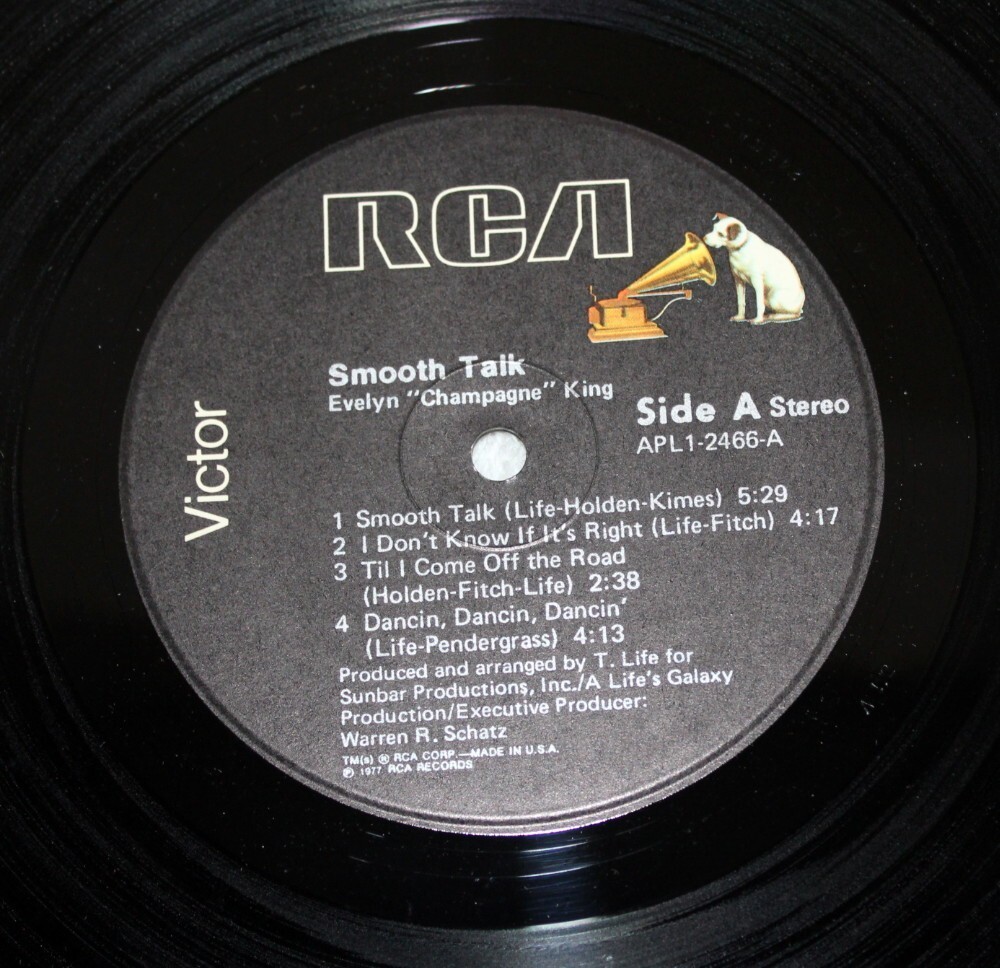 RCA
Victor
Smooth Talk
Evelyn "Champagne" King
Side A Stereo
APL1-2466-A
1 Smooth Talk (Life-Holden-Kimes) 5:29
2 I Don't Know If It's Right (Life-Fitch) 4:17
3 Til I Come Off the Road
(Holden-Fitch-Life) 2:38
4 Dancin, Dancin, Dancin'
(Life-Pendergrass) 4:13
Produced and arranged by T. Life for
Sunbar Productions, Inc./A Life's Galaxy
Production/Executive Producer:
Warren R. Schatz
TM(s) ® RCA CORP.—MADE IN U.S.A.
℗ 1977 RCA RECORDS